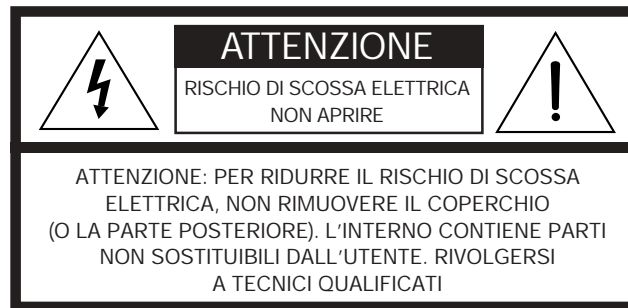 ATTENZIONE
RISCHIO DI SCOSSA ELETTRICA
NON APRIRE
ATTENZIONE: PER RIDURRE IL RISCHIO DI SCOSSA
ELETTRICA, NON RIMUOVERE IL COPERCHIO
(O LA PARTE POSTERIORE). L'INTERNO CONTIENE PARTI
NON SOSTITUIBILI DALL'UTENTE. RIVOLGERSI
A TECNICI QUALIFICATI